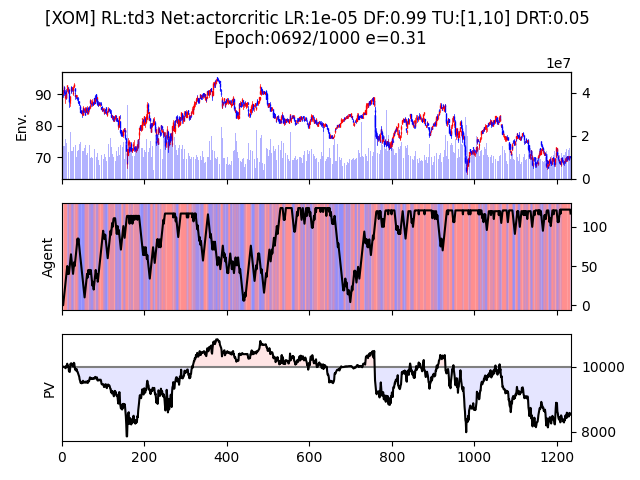 [XOM] RL:td3 Net:actorcritic LR:1e-05 DF:0.99 TU:[1,10] DRT:0.05
Epoch:0692/1000 e=0.31
1e7
Env.
90
80
70
4
2
0
Agent
100
50
0
PV
10000
8000
0 200 400 600 800 1000 1200